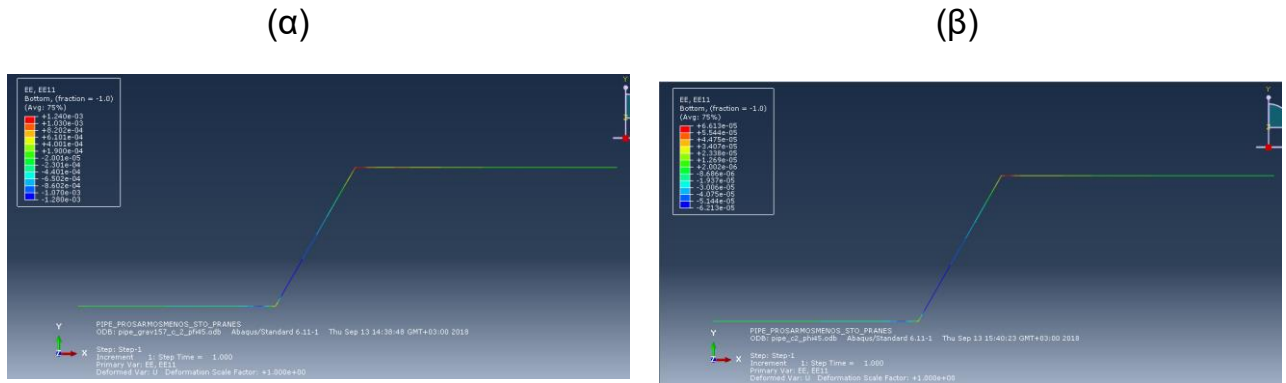 (α)
(β)
EE, EE11
Bottom, (fraction = -1.0)
(Avg: 75%)
+1.240e-03
+1.030e-03
+8.202e-04
+6.101e-04
+4.001e-04
+1.900e-04
-2.001e-05
-2.301e-04
-4.401e-04
-6.502e-04
-8.602e-04
-1.070e-03
-1.280e-03
Y
Y
X
Z
PIPE_PROSARMOSMENOS_STO_PRANES
ODB: pipe_grav157_c_2_phi45.odb Abaqus/Standard 6.11-1 Thu Sep 13 14:39:48 GMT+03:00 2018
Step: Step-1
Increment 1: Step Time = 1.000
Primary Var: EE, EE11
Deformed Var: U Deformation Scale Factor: +1.000e+00
EE, EE11
Bottom, (fraction = -1.0)
(Avg: 75%)
+6.613e-05
+5.544e-05
+4.475e-05
+3.407e-05
+2.338e-05
+1.269e-05
+2.002e-06
-8.686e-06
-1.937e-05
-3.006e-05
-4.075e-05
-5.144e-05
-6.213e-05
Y
Y
X
Z
PIPE_PROSARMOSMENOS_STO_PRANES
ODB: pipe_c2_phi45.odb Abaqus/Standard 6.11-1 Thu Sep 13 15:40:23 GMT+03:00 2018
Step: Step-1
Increment 1: Step Time = 1.000
Primary Var: EE, EE11
Deformed Var: U Deformation Scale Factor: +1.000e+00